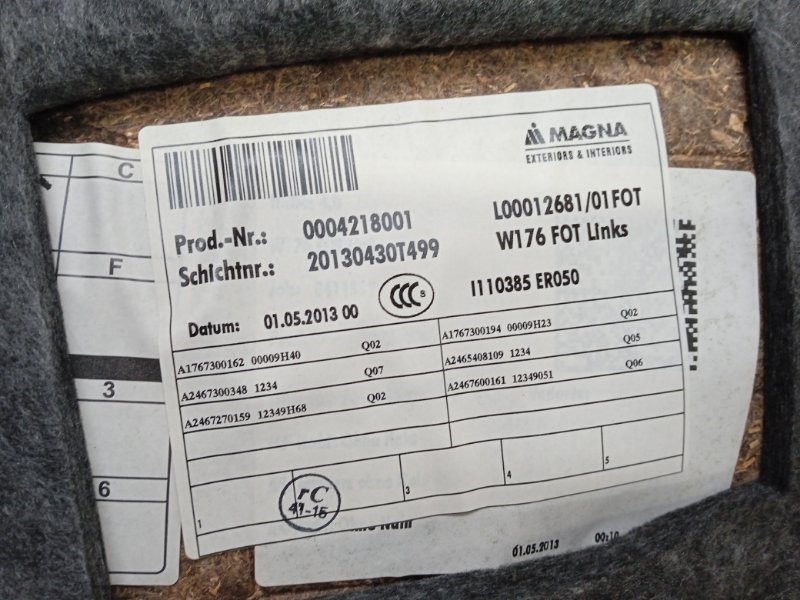 MAGNA
EXTERIORS & INTERIORS
Prod.-Nr.: 0004218001
L00012681/01FOT
Schichtnr.: 20130430T499
W176 FOT Links
CCC S
I110385 ER050
Datum: 01.05.2013 00
A1767300162 00009H40 Q02
A1767300194 00009H23 Q02
A2467300348 1234 Q07
A2465408109 1234 Q05
A2467270159 12349H68 Q02
A2467600161 12349051 Q06
1
3
4
5
rC
41-16
C
F
3
6
01.05.2013